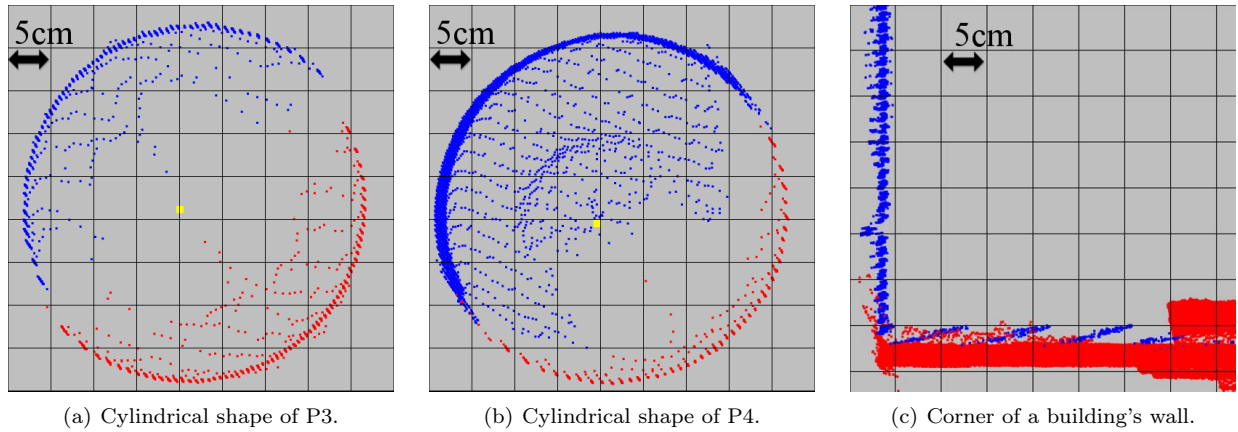 5cm
5cm
5cm
(a) Cylindrical shape of P3.
(b) Cylindrical shape of P4.
(c) Corner of a building's wall.